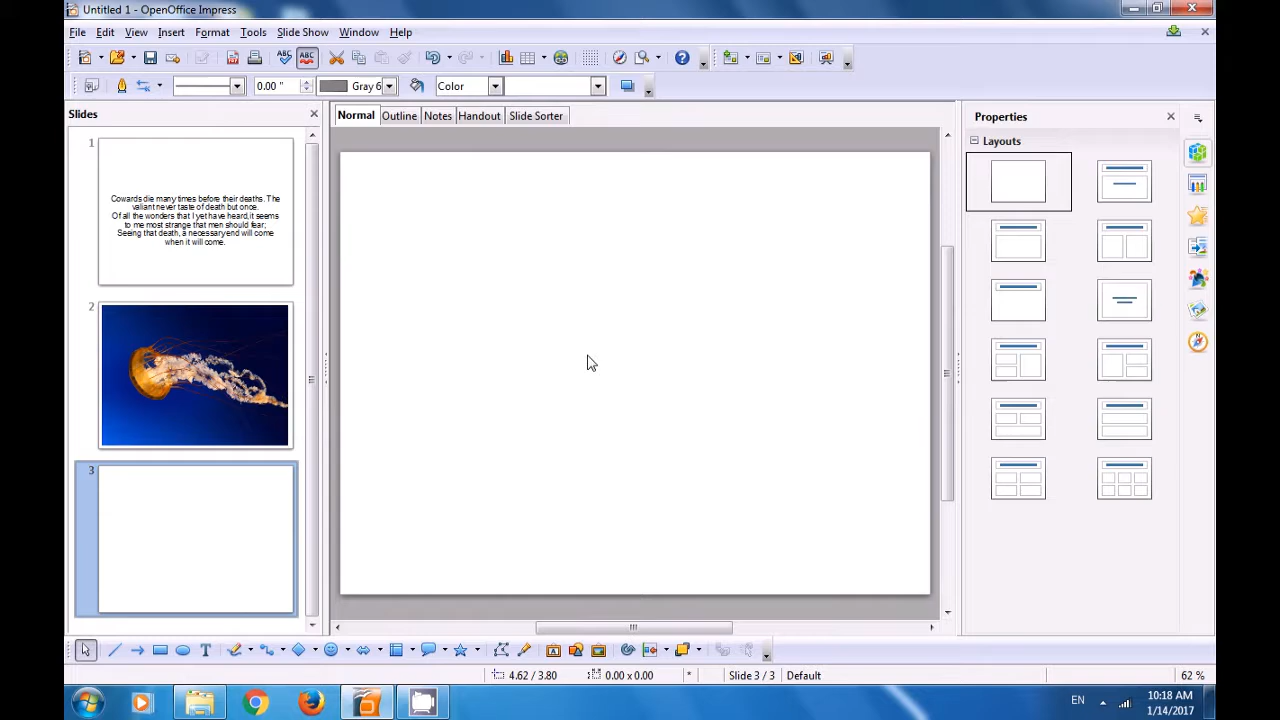 Untitled 1 - OpenOffice Impress
File Edit View Insert Format Tools Slide Show Window Help
0.00 " Gray 6 Color
Slides
Normal Outline Notes Handout Slide Sorter
Properties
Layouts
1
Cowards die many times before their deaths. The
valiant never taste of death but once.
Of all the wonders that I yet have heard,it seems
to me most strange that men should fear;
Seeing that death, a necessary end will come
when it will come.
2
3
4.62 / 3.80 0.00 x 0.00 * Slide 3 / 3 Default 62 %
EN 10:18 AM
1/14/2017